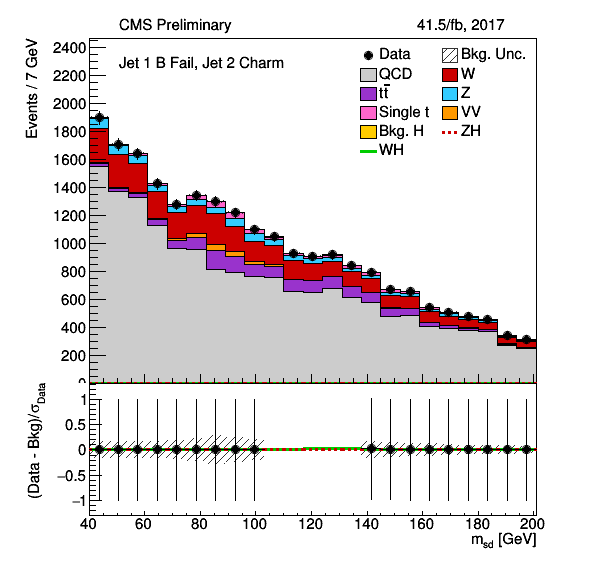 CMS Preliminary 41.5/fb, 2017
Events / 7 GeV
2400
2200
2000
1800
1600
1400
1200
1000
800
600
400
200
0
Jet 1 B Fail, Jet 2 Charm
Data Bkg. Unc.
QCD W
tt̄ Z
Single t VV
Bkg. H ZH
WH
(Data - Bkg)/σData
1
0.5
0
−0.5
−1
40 60 80 100 120 140 160 180 200
msd [GeV]